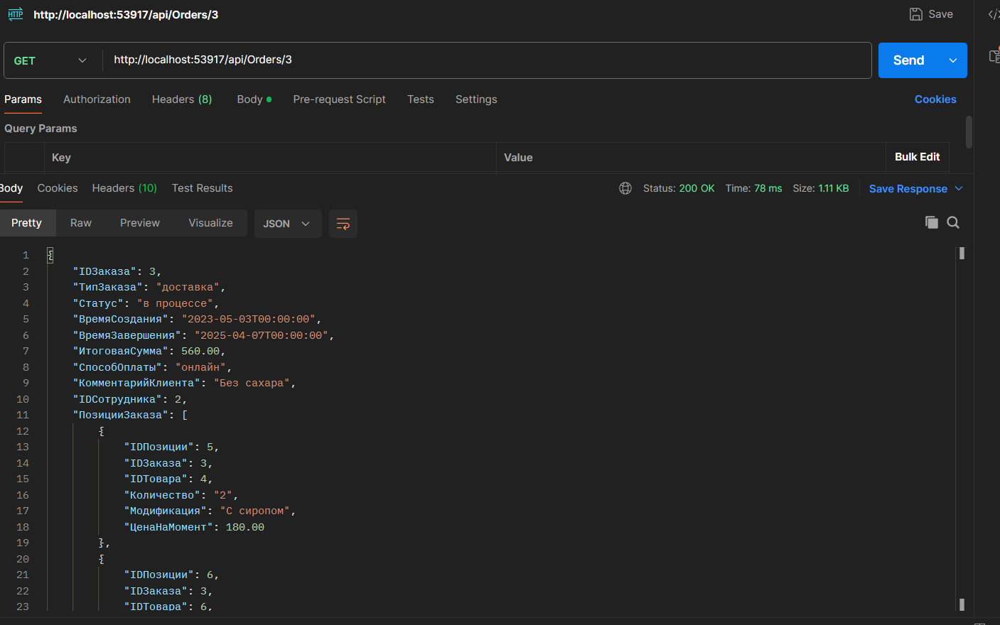 HTTP http://localhost:53917/api/Orders/3 Save
GET http://localhost:53917/api/Orders/3 Send
Params Authorization Headers (8) Body Pre-request Script Tests Settings Cookies
Query Params
Key Value Bulk Edit
Body Cookies Headers (10) Test Results Status: 200 OK Time: 78 ms Size: 1.11 KB Save Response
Pretty Raw Preview Visualize JSON
1 {
2 "IDЗаказа": 3,
3 "ТипЗаказа": "доставка",
4 "Статус": "в процессе",
5 "ВремяСоздания": "2023-05-03T00:00:00",
6 "ВремяЗавершения": "2025-04-07T00:00:00",
7 "ИтоговаяСумма": 560.00,
8 "СпособОплаты": "онлайн",
9 "КомментарийКлиента": "Без сахара",
10 "IDСотрудника": 2,
11 "ПозицииЗаказа": [
12 {
13 "IDПозиции": 5,
14 "IDЗаказа": 3,
15 "IDТовара": 4,
16 "Количество": "2",
17 "Модификация": "С сиропом",
18 "ЦенаНаМомент": 180.00
19 },
20 {
21 "IDПозиции": 6,
22 "IDЗаказа": 3,
23 "IDТовара": 6,